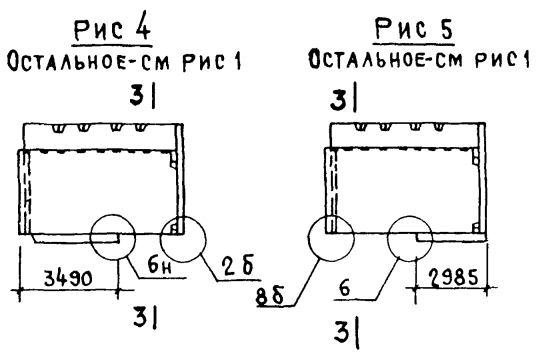 Рис 4
Остальное-см рис 1
3
6н
2б
3490
3
Рис 5
Остальное-см рис 1
3
8б
6
2985
3